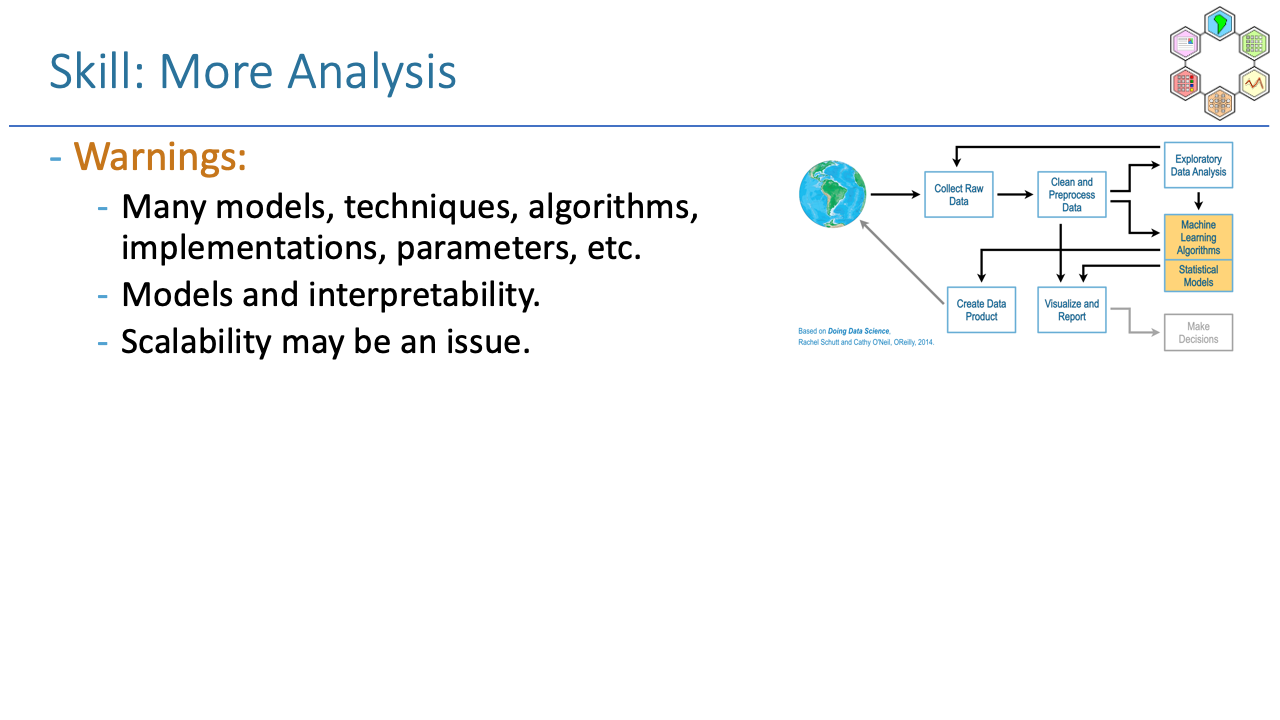 Skill: More Analysis
- Warnings:
- Many models, techniques, algorithms,
implementations, parameters, etc.
- Models and interpretability.
- Scalability may be an issue.
Collect Raw
Data
Clean and
Preprocess
Data
Exploratory
Data Analysis
Machine
Learning
Algorithms
Statistical
Models
Create Data
Product
Visualize and
Report
Make
Decisions
Based on Doing Data Science,
Rachel Schutt and Cathy O'Neil, OReilly, 2014.